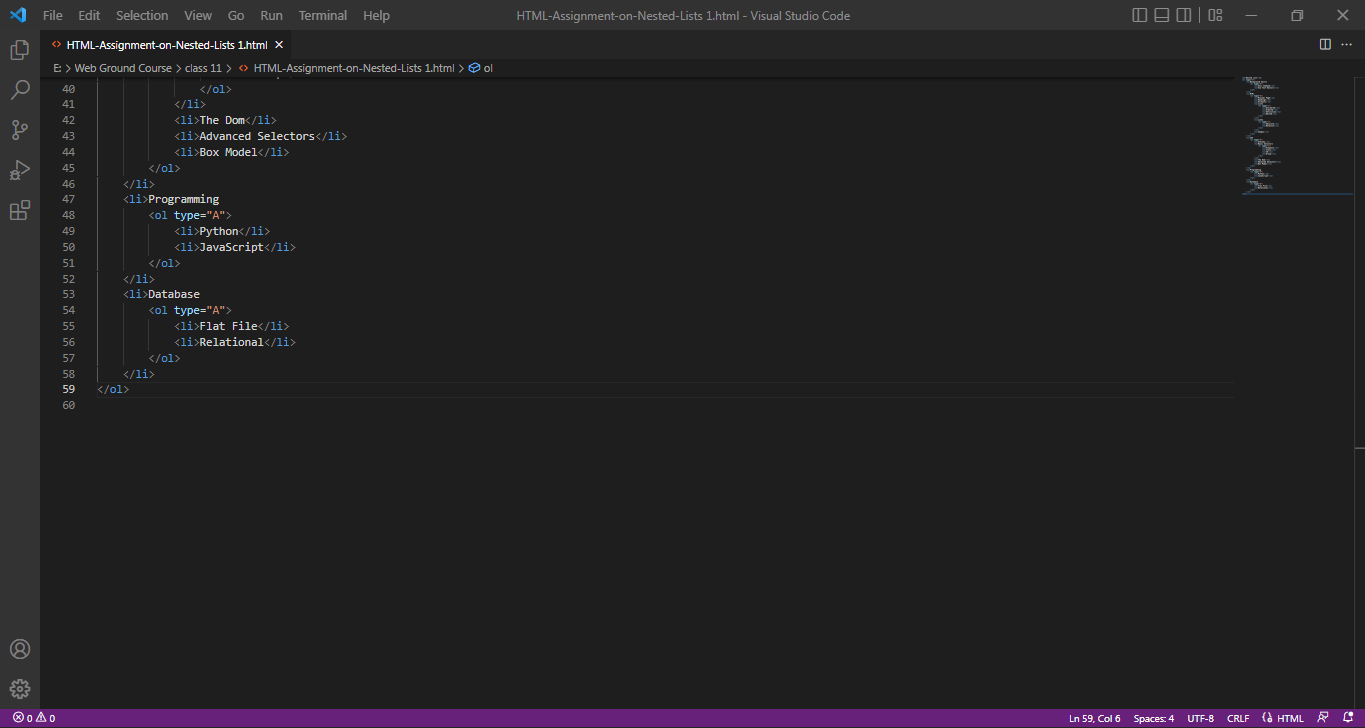 File Edit Selection View Go Run Terminal Help HTML-Assignment-on-Nested-Lists 1.html - Visual Studio Code
<> HTML-Assignment-on-Nested-Lists 1.html ×
E: > Web Ground Course > class 11 > <> HTML-Assignment-on-Nested-Lists 1.html > ol
40 </ol>
41 </li>
42 <li>The Dom</li>
43 <li>Advanced Selectors</li>
44 <li>Box Model</li>
45 </ol>
46 </li>
47 <li>Programming
48 <ol type="A">
49 <li>Python</li>
50 <li>JavaScript</li>
51 </ol>
52 </li>
53 <li>Database
54 <ol type="A">
55 <li>Flat File</li>
56 <li>Relational</li>
57 </ol>
58 </li>
59 </ol>
60
0 0 Ln 59, Col 6 Spaces: 4 UTF-8 CRLF HTML